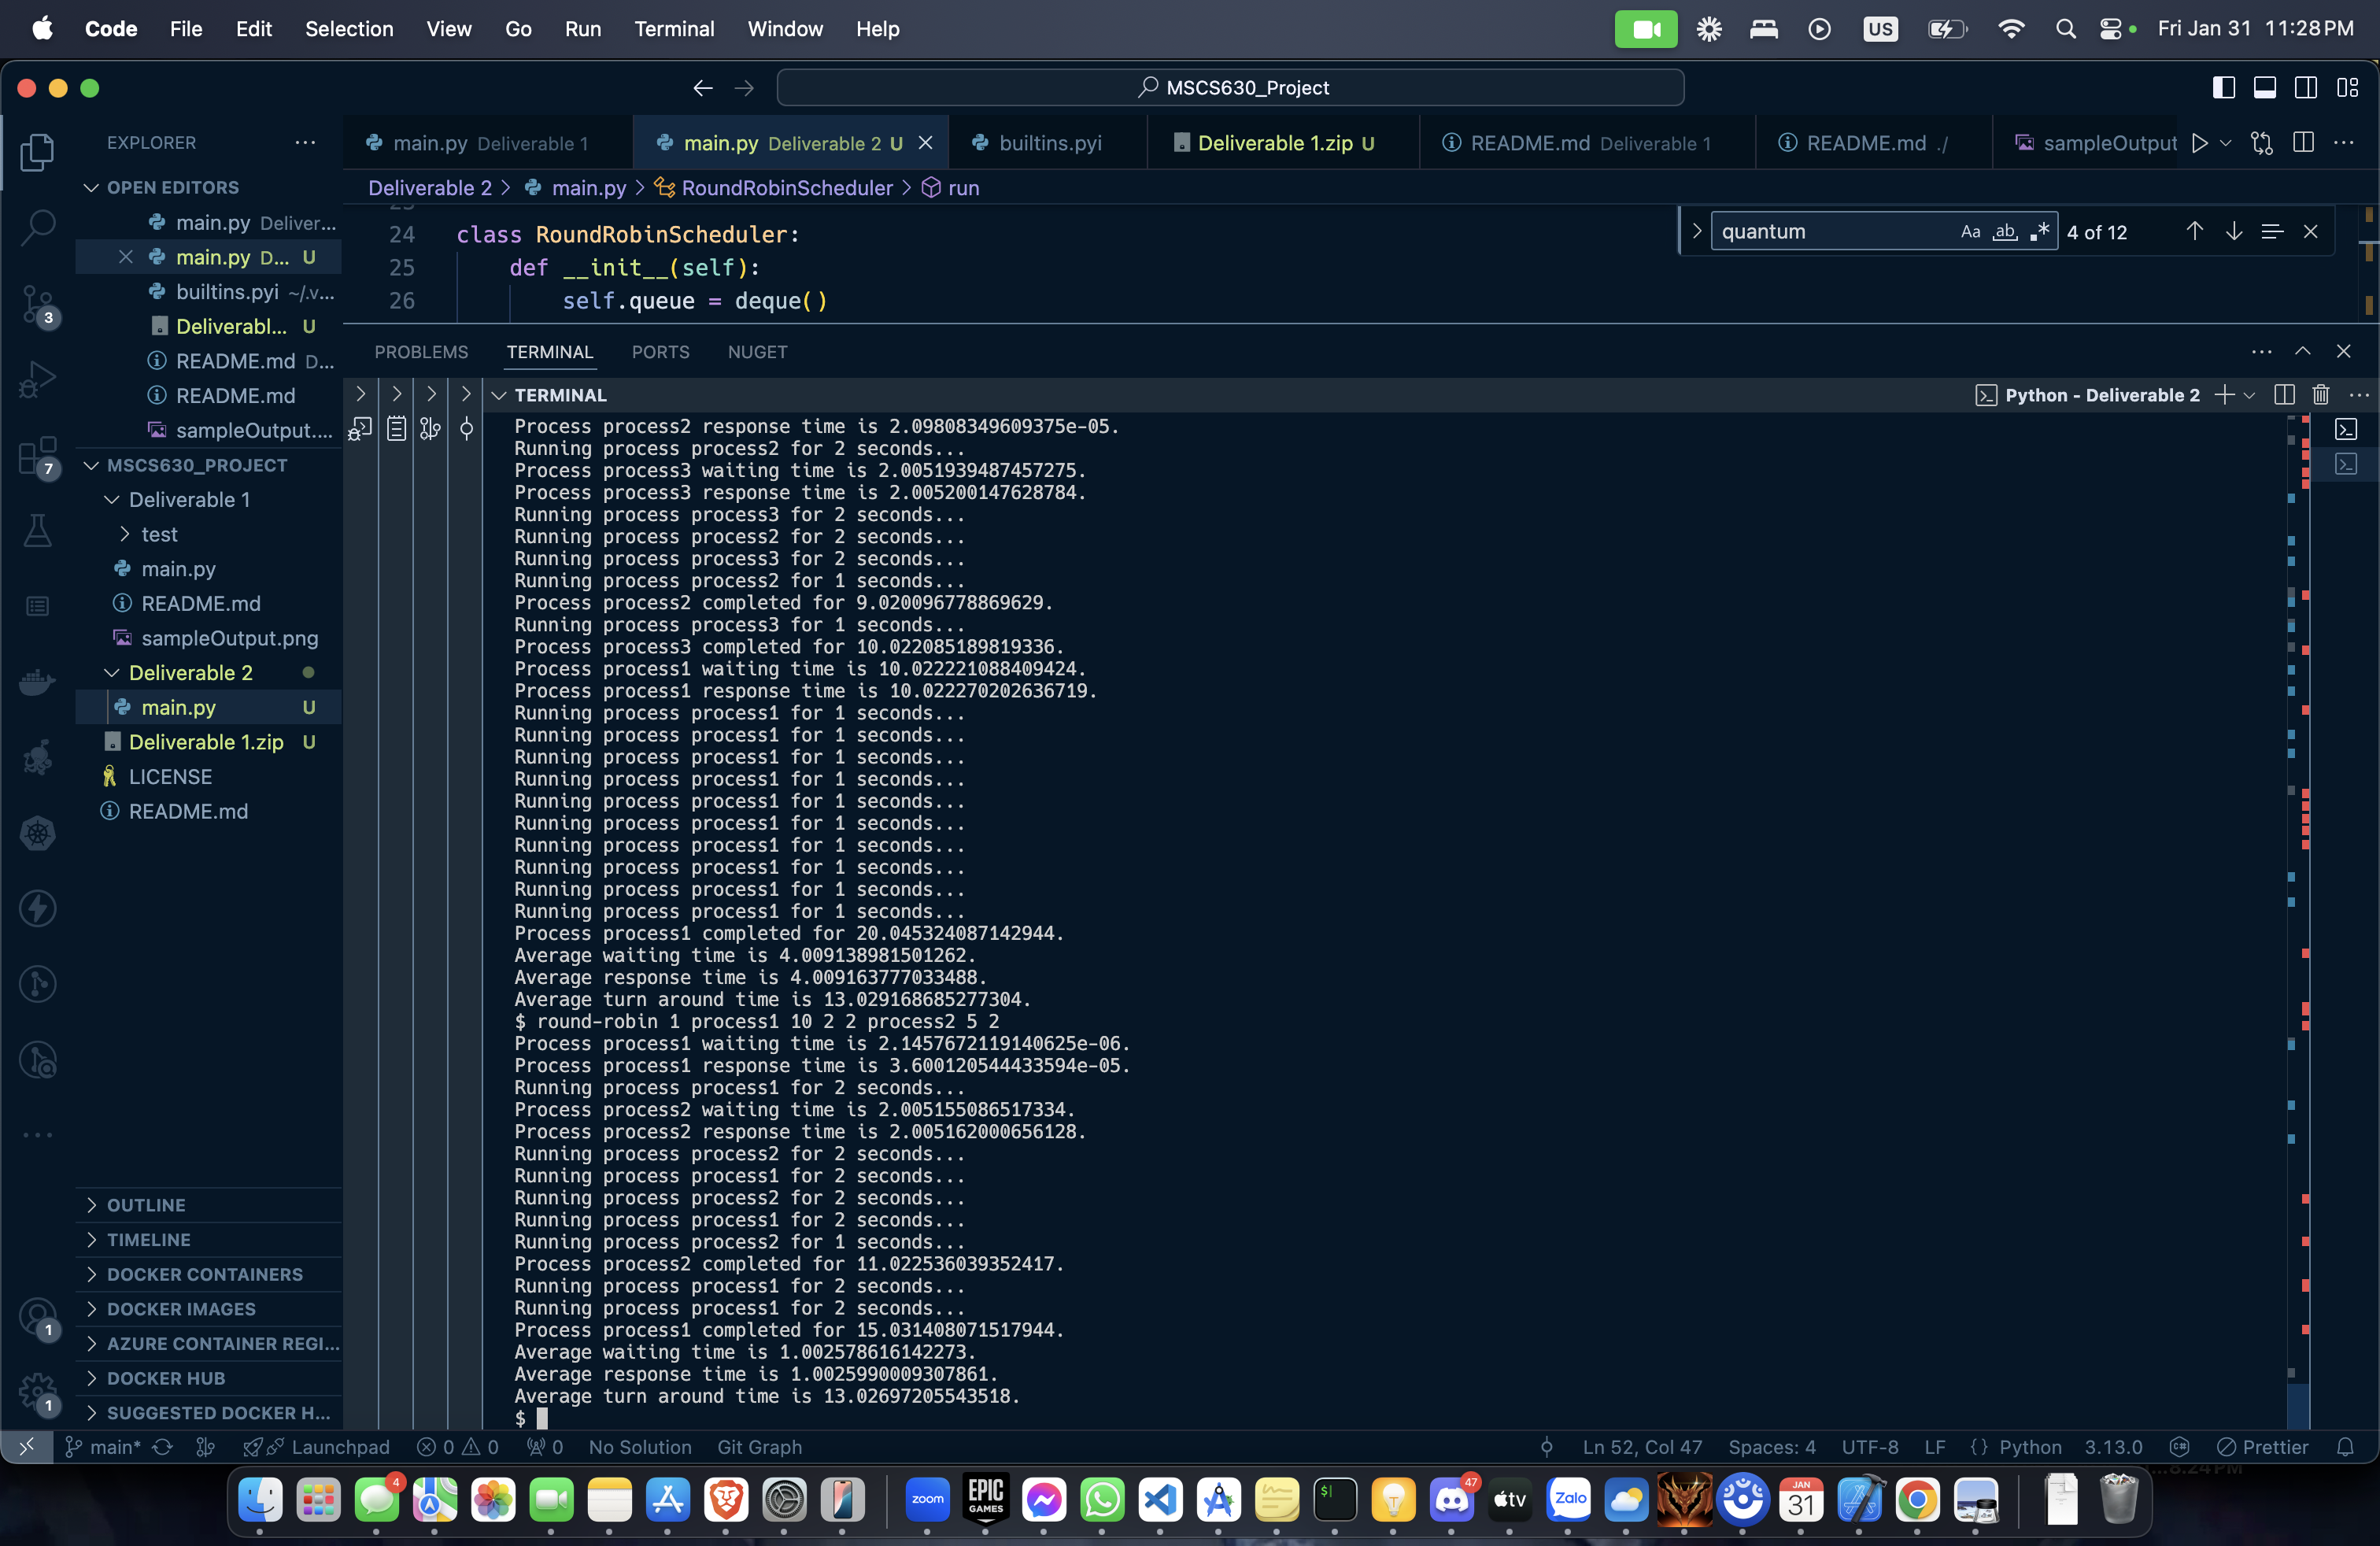 Code File Edit Selection View Go Run Terminal Window Help US Fri Jan 31 11:28 PM
MSCS630_Project
EXPLORER
main.py Deliverable 1 main.py Deliverable 2 U builtins.pyi Deliverable 1.zip U README.md Deliverable 1 README.md ./ sampleOutput
OPEN EDITORS
main.py Deliver...
main.py D... U
builtins.pyi ~/.v...
Deliverabl... U
README.md D...
README.md
sampleOutput....
MSCS630_PROJECT
Deliverable 1
test
main.py
README.md
sampleOutput.png
Deliverable 2
main.py U
Deliverable 1.zip U
LICENSE
README.md
OUTLINE
TIMELINE
DOCKER CONTAINERS
DOCKER IMAGES
AZURE CONTAINER REGI...
DOCKER HUB
SUGGESTED DOCKER H...
3
7
1
1
Deliverable 2 > main.py > RoundRobinScheduler > run
24 class RoundRobinScheduler:
25 def __init__(self):
26 self.queue = deque()
quantum Aa ab 4 of 12
PROBLEMS TERMINAL PORTS NUGET
TERMINAL Python - Deliverable 2
Process process2 response time is 2.09808349609375e-05.
Running process process2 for 2 seconds...
Process process3 waiting time is 2.0051939487457275.
Process process3 response time is 2.005200147628784.
Running process process3 for 2 seconds...
Running process process2 for 2 seconds...
Running process process3 for 2 seconds...
Running process process2 for 1 seconds...
Process process2 completed for 9.020096778869629.
Running process process3 for 1 seconds...
Process process3 completed for 10.022085189819336.
Process process1 waiting time is 10.022221088409424.
Process process1 response time is 10.022270202636719.
Running process process1 for 1 seconds...
Running process process1 for 1 seconds...
Running process process1 for 1 seconds...
Running process process1 for 1 seconds...
Running process process1 for 1 seconds...
Running process process1 for 1 seconds...
Running process process1 for 1 seconds...
Running process process1 for 1 seconds...
Running process process1 for 1 seconds...
Running process process1 for 1 seconds...
Process process1 completed for 20.045324087142944.
Average waiting time is 4.009138981501262.
Average response time is 4.009163777033488.
Average turn around time is 13.029168685277304.
$ round-robin 1 process1 10 2 2 process2 5 2
Process process1 waiting time is 2.1457672119140625e-06.
Process process1 response time is 3.600120544433594e-05.
Running process process1 for 2 seconds...
Process process2 waiting time is 2.005155086517334.
Process process2 response time is 2.005162000656128.
Running process process2 for 2 seconds...
Running process process1 for 2 seconds...
Running process process2 for 2 seconds...
Running process process1 for 2 seconds...
Running process process2 for 1 seconds...
Process process2 completed for 11.022536039352417.
Running process process1 for 2 seconds...
Running process process1 for 2 seconds...
Process process1 completed for 15.031408071517944.
Average waiting time is 1.002578616142273.
Average response time is 1.0025990009307861.
Average turn around time is 13.02697205543518.
$
main* Launchpad 0 0 0 No Solution Git Graph Ln 52, Col 47 Spaces: 4 UTF-8 LF {} Python 3.13.0 Prettier
4 zoom EPIC GAMES 47 tv Zalo JAN 31